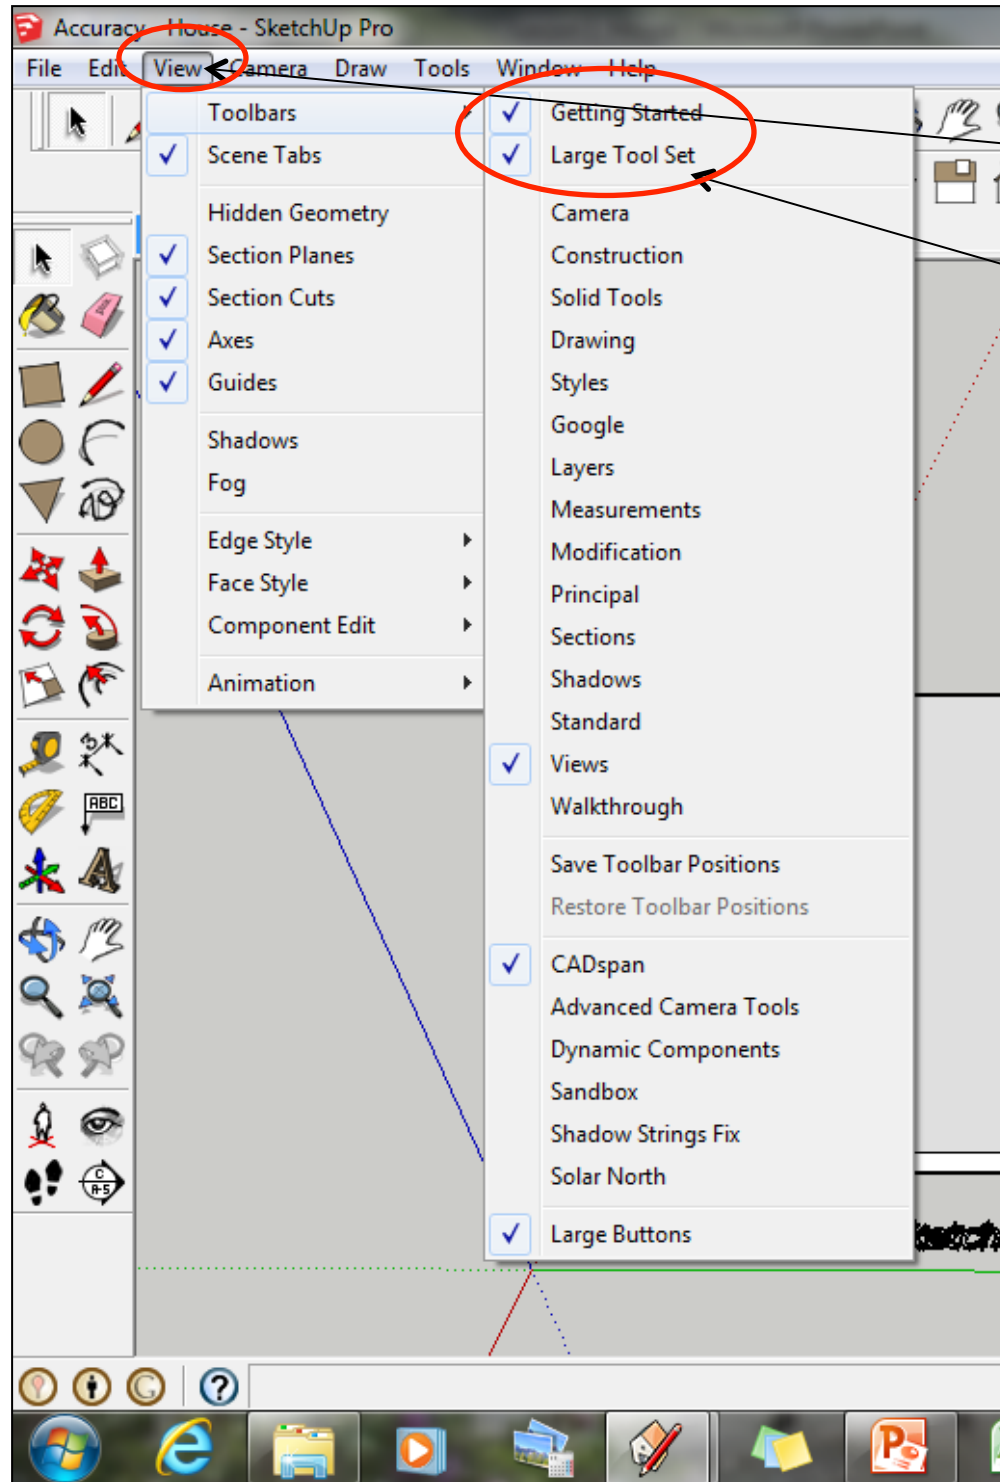 Accuracy - House - SketchUp Pro
File Edit View Camera Draw Tools Window Help
Toolbars
Scene Tabs
Hidden Geometry
Section Planes
Section Cuts
Axes
Guides
Shadows
Fog
Edge Style
Face Style
Component Edit
Animation
Getting Started
Large Tool Set
Camera
Construction
Solid Tools
Drawing
Styles
Google
Layers
Measurements
Modification
Principal
Sections
Shadows
Standard
Views
Walkthrough
Save Toolbar Positions
Restore Toolbar Positions
CADspan
Advanced Camera Tools
Dynamic Components
Sandbox
Shadow Strings Fix
Solar North
Large Buttons
ABC
A
C
A-5
G
?
P